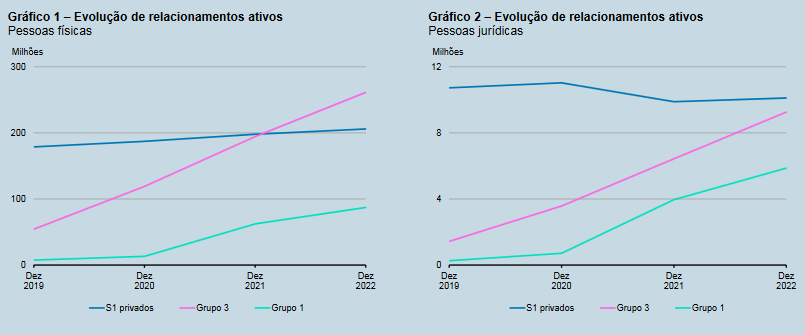 Gráfico 1 – Evolução de relacionamentos ativos
Pessoas físicas
Milhões
300
200
100
0
Dez
2019
Dez
2020
Dez
2021
Dez
2022
S1 privados
Grupo 3
Grupo 1
Gráfico 2 – Evolução de relacionamentos ativos
Pessoas jurídicas
Milhões
12
8
4
0
Dez
2019
Dez
2020
Dez
2021
Dez
2022
S1 privados
Grupo 3
Grupo 1